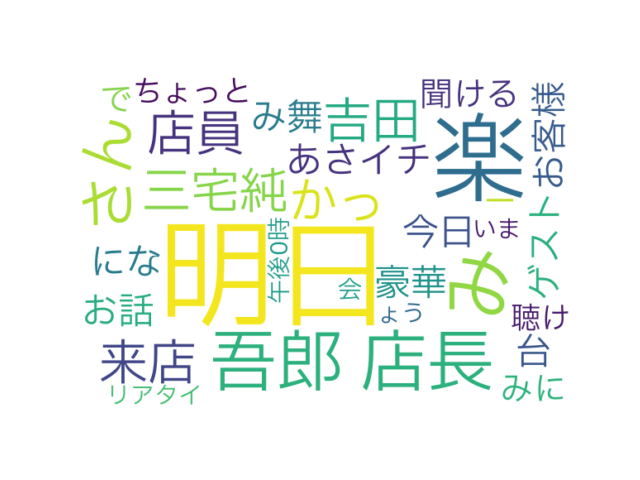 ちょっと
で
さん
店員
み舞
吉田
聞ける
楽
お客様
三宅純
かっ
あさイチ
一
ゲスト
明日
午後0時
今日
いま
にな
会
豪華
み
お話
ょう
聴け
来店
吾郎
店長
台
リアタイ
みに